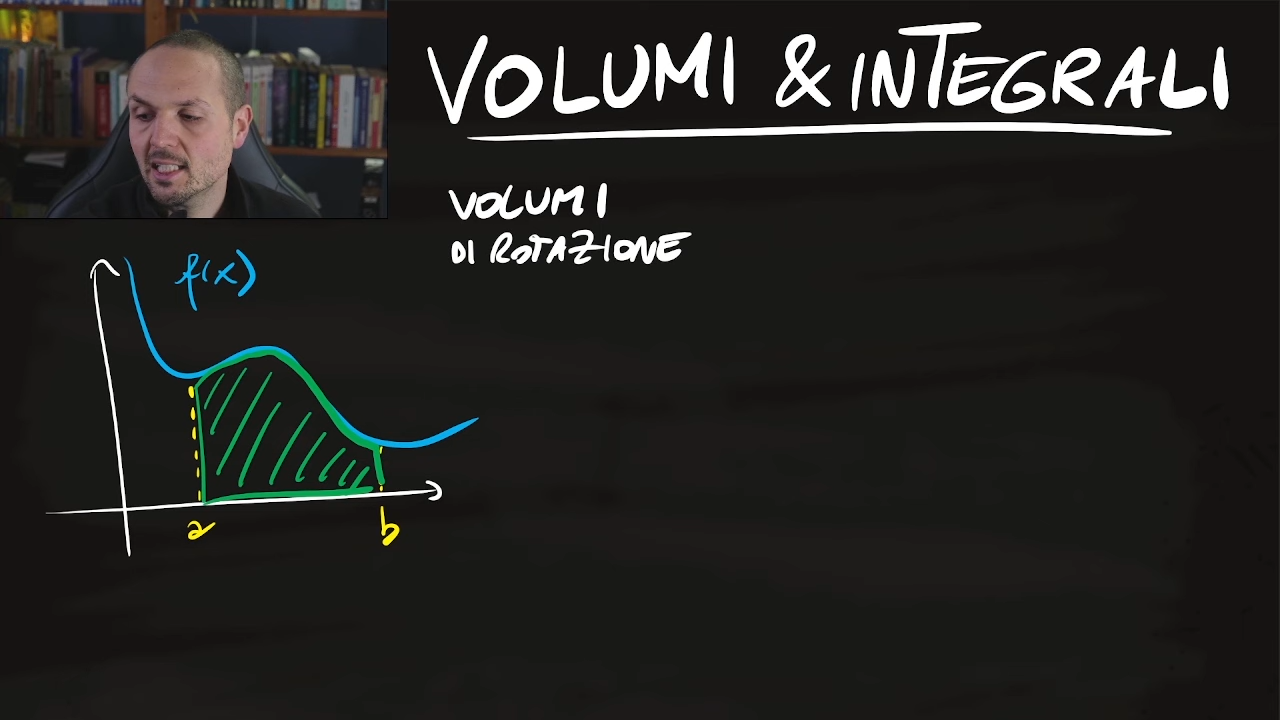 VOLUMI & INTEGRALI
VOLUMI
DI ROTAZIONE
f(x)
a
b